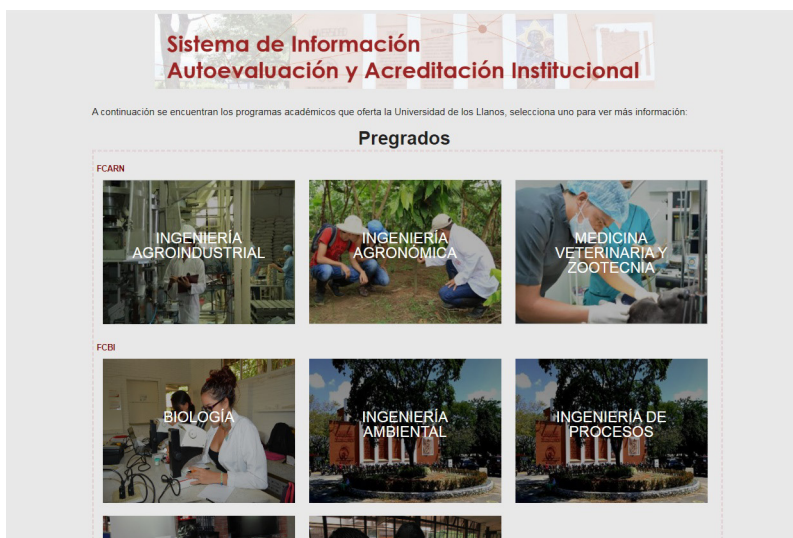 Sistema de Información
Autoevaluación y Acreditación Institucional
A continuación se encuentran los programas académicos que oferta la Universidad de los Llanos, selecciona uno para ver más información:
Pregrados
FCARN
INGENIERÍA
AGROINDUSTRIAL
INGENIERÍA
AGRONÓMICA
MEDICINA
VETERINARIA Y
ZOOTECNIA
FCBI
BIOLOGÍA
INGENIERÍA
AMBIENTAL
INGENIERÍA DE
PROCESOS